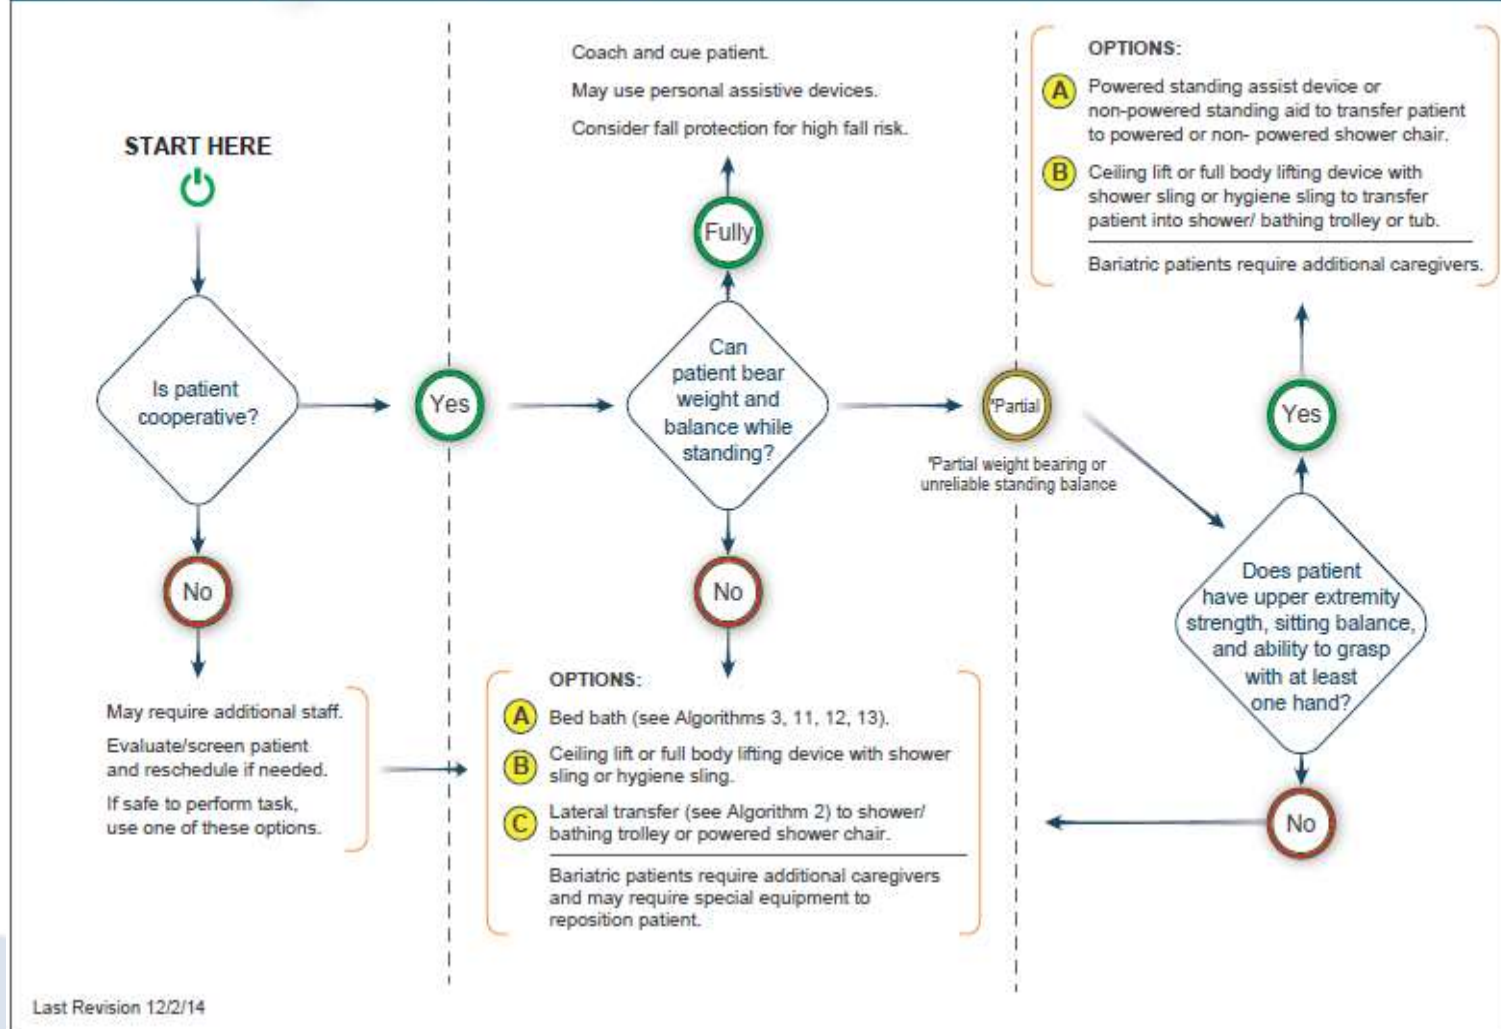 START HERE
Is patient
cooperative?
Yes
No
May require additional staff.
Evaluate/screen patient
and reschedule if needed.
If safe to perform task,
use one of these options.
Coach and cue patient.
May use personal assistive devices.
Consider fall protection for high fall risk.
Fully
Can
patient bear
weight and
balance while
standing?
*Partial
*Partial weight bearing or
unreliable standing balance
No
OPTIONS:
A Bed bath (see Algorithms 3, 11, 12, 13).
B Ceiling lift or full body lifting device with shower
sling or hygiene sling.
C Lateral transfer (see Algorithm 2) to shower/
bathing trolley or powered shower chair.
Bariatric patients require additional caregivers
and may require special equipment to
reposition patient.
OPTIONS:
A Powered standing assist device or
non-powered standing aid to transfer patient
to powered or non- powered shower chair.
B Ceiling lift or full body lifting device with
shower sling or hygiene sling to transfer
patient into shower/ bathing trolley or tub.
Bariatric patients require additional caregivers.
Yes
Does patient
have upper extremity
strength, sitting balance,
and ability to grasp
with at least
one hand?
No
Last Revision 12/2/14